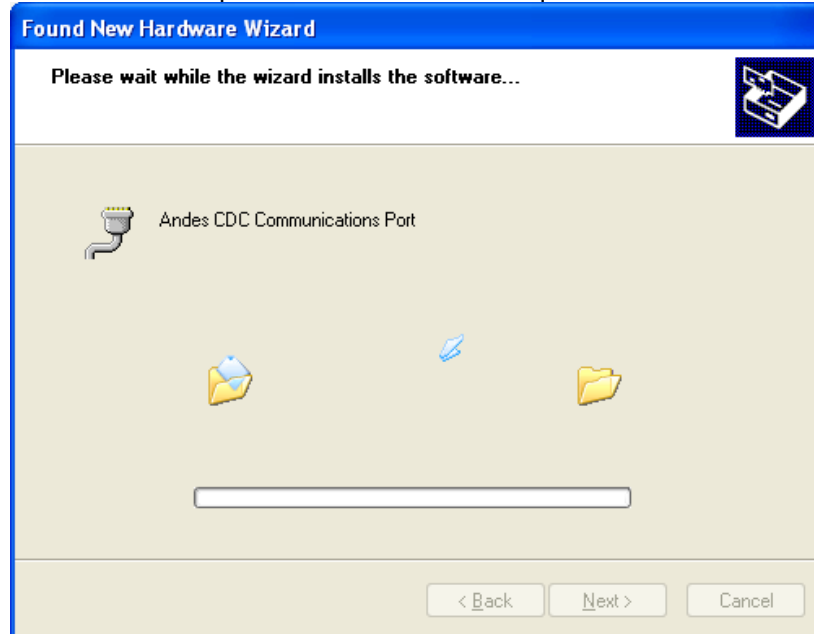 Found New Hardware Wizard
Please wait while the wizard installs the software...
Andes CDC Communications Port
< Back Next > Cancel